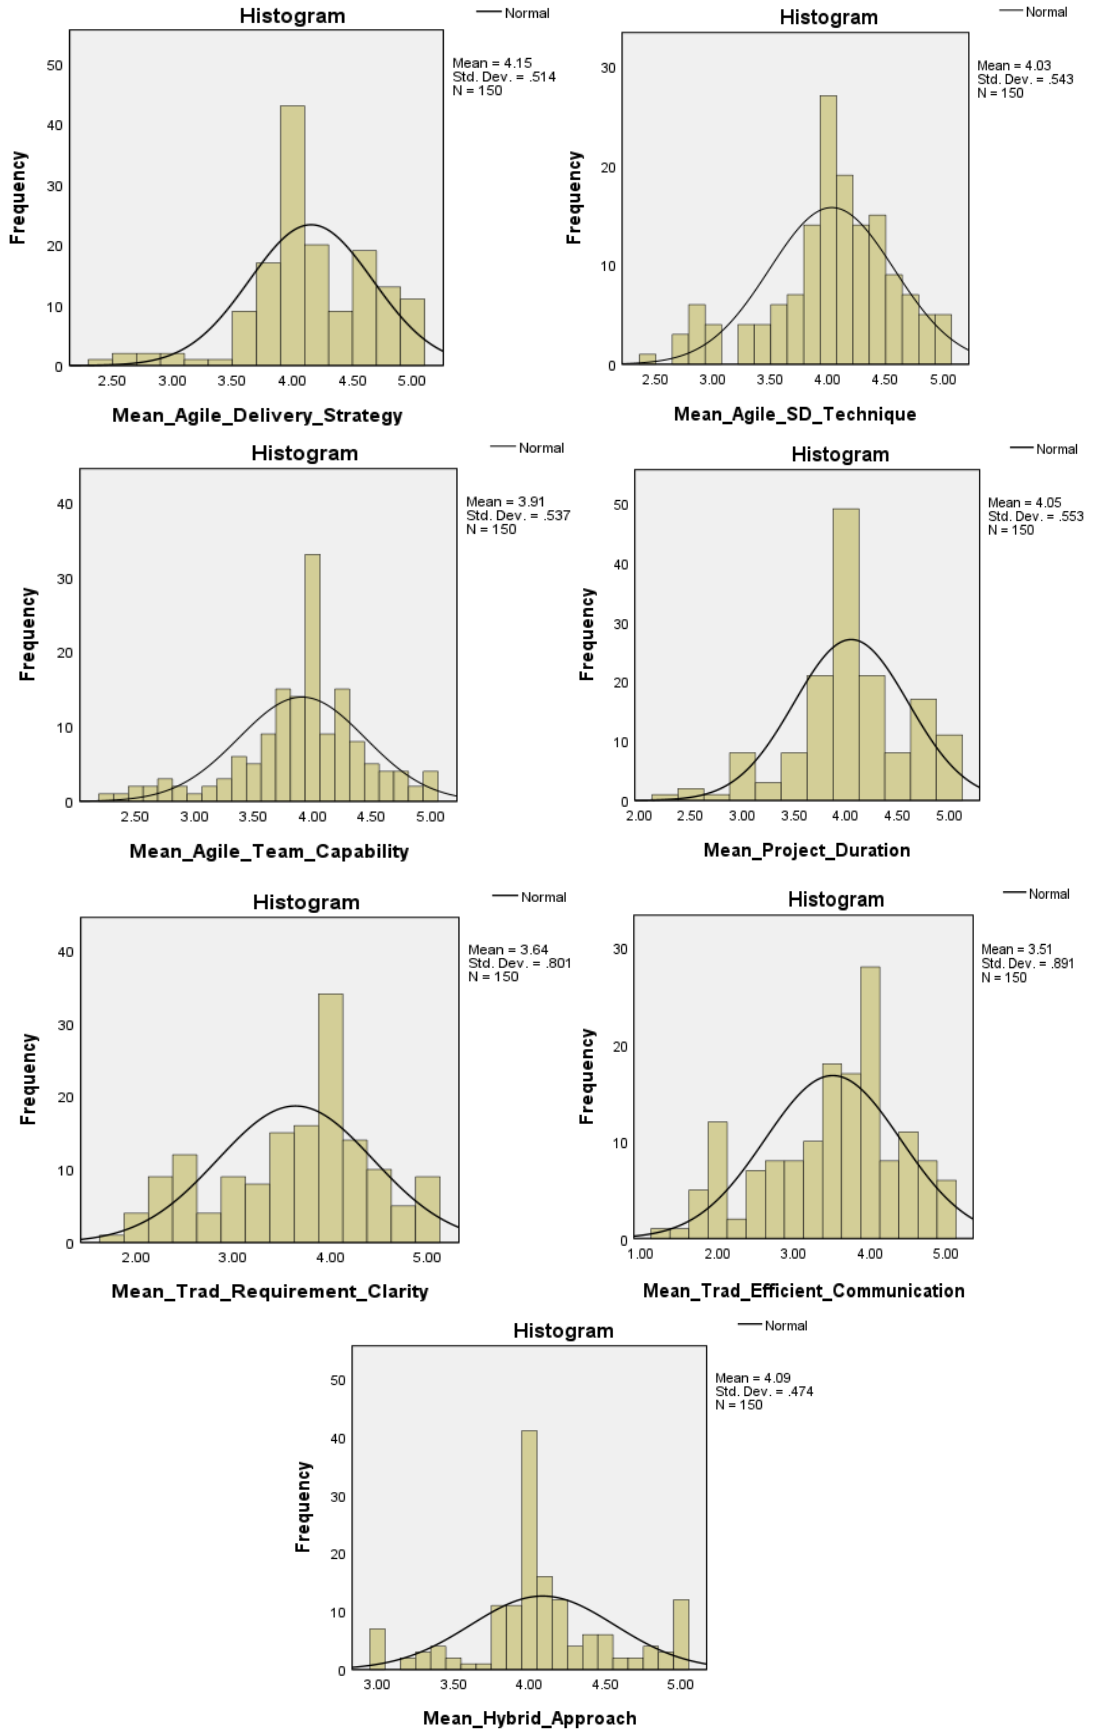 Histogram
Normal
Mean = 4.15
Std. Dev. = .514
N = 150
Frequency
50
40
30
20
10
0
2.50 3.00 3.50 4.00 4.50 5.00
Mean_Agile_Delivery_Strategy
Histogram
Normal
Mean = 4.03
Std. Dev. = .543
N = 150
Frequency
30
20
10
0
2.50 3.00 3.50 4.00 4.50 5.00
Mean_Agile_SD_Technique
Histogram
Normal
Mean = 3.91
Std. Dev. = .537
N = 150
Frequency
40
30
20
10
0
2.50 3.00 3.50 4.00 4.50 5.00
Mean_Agile_Team_Capability
Histogram
Normal
Mean = 4.05
Std. Dev. = .553
N = 150
Frequency
50
40
30
20
10
0
2.00 2.50 3.00 3.50 4.00 4.50 5.00
Mean_Project_Duration
Histogram
Normal
Mean = 3.64
Std. Dev. = .801
N = 150
Frequency
40
30
20
10
0
2.00 3.00 4.00 5.00
Mean_Trad_Requirement_Clarity
Histogram
Normal
Mean = 3.51
Std. Dev. = .891
N = 150
Frequency
30
20
10
0
1.00 2.00 3.00 4.00 5.00
Mean_Trad_Efficient_Communication
Histogram
Normal
Mean = 4.09
Std. Dev. = .474
N = 150
Frequency
50
40
30
20
10
0
3.00 3.50 4.00 4.50 5.00
Mean_Hybrid_Approach